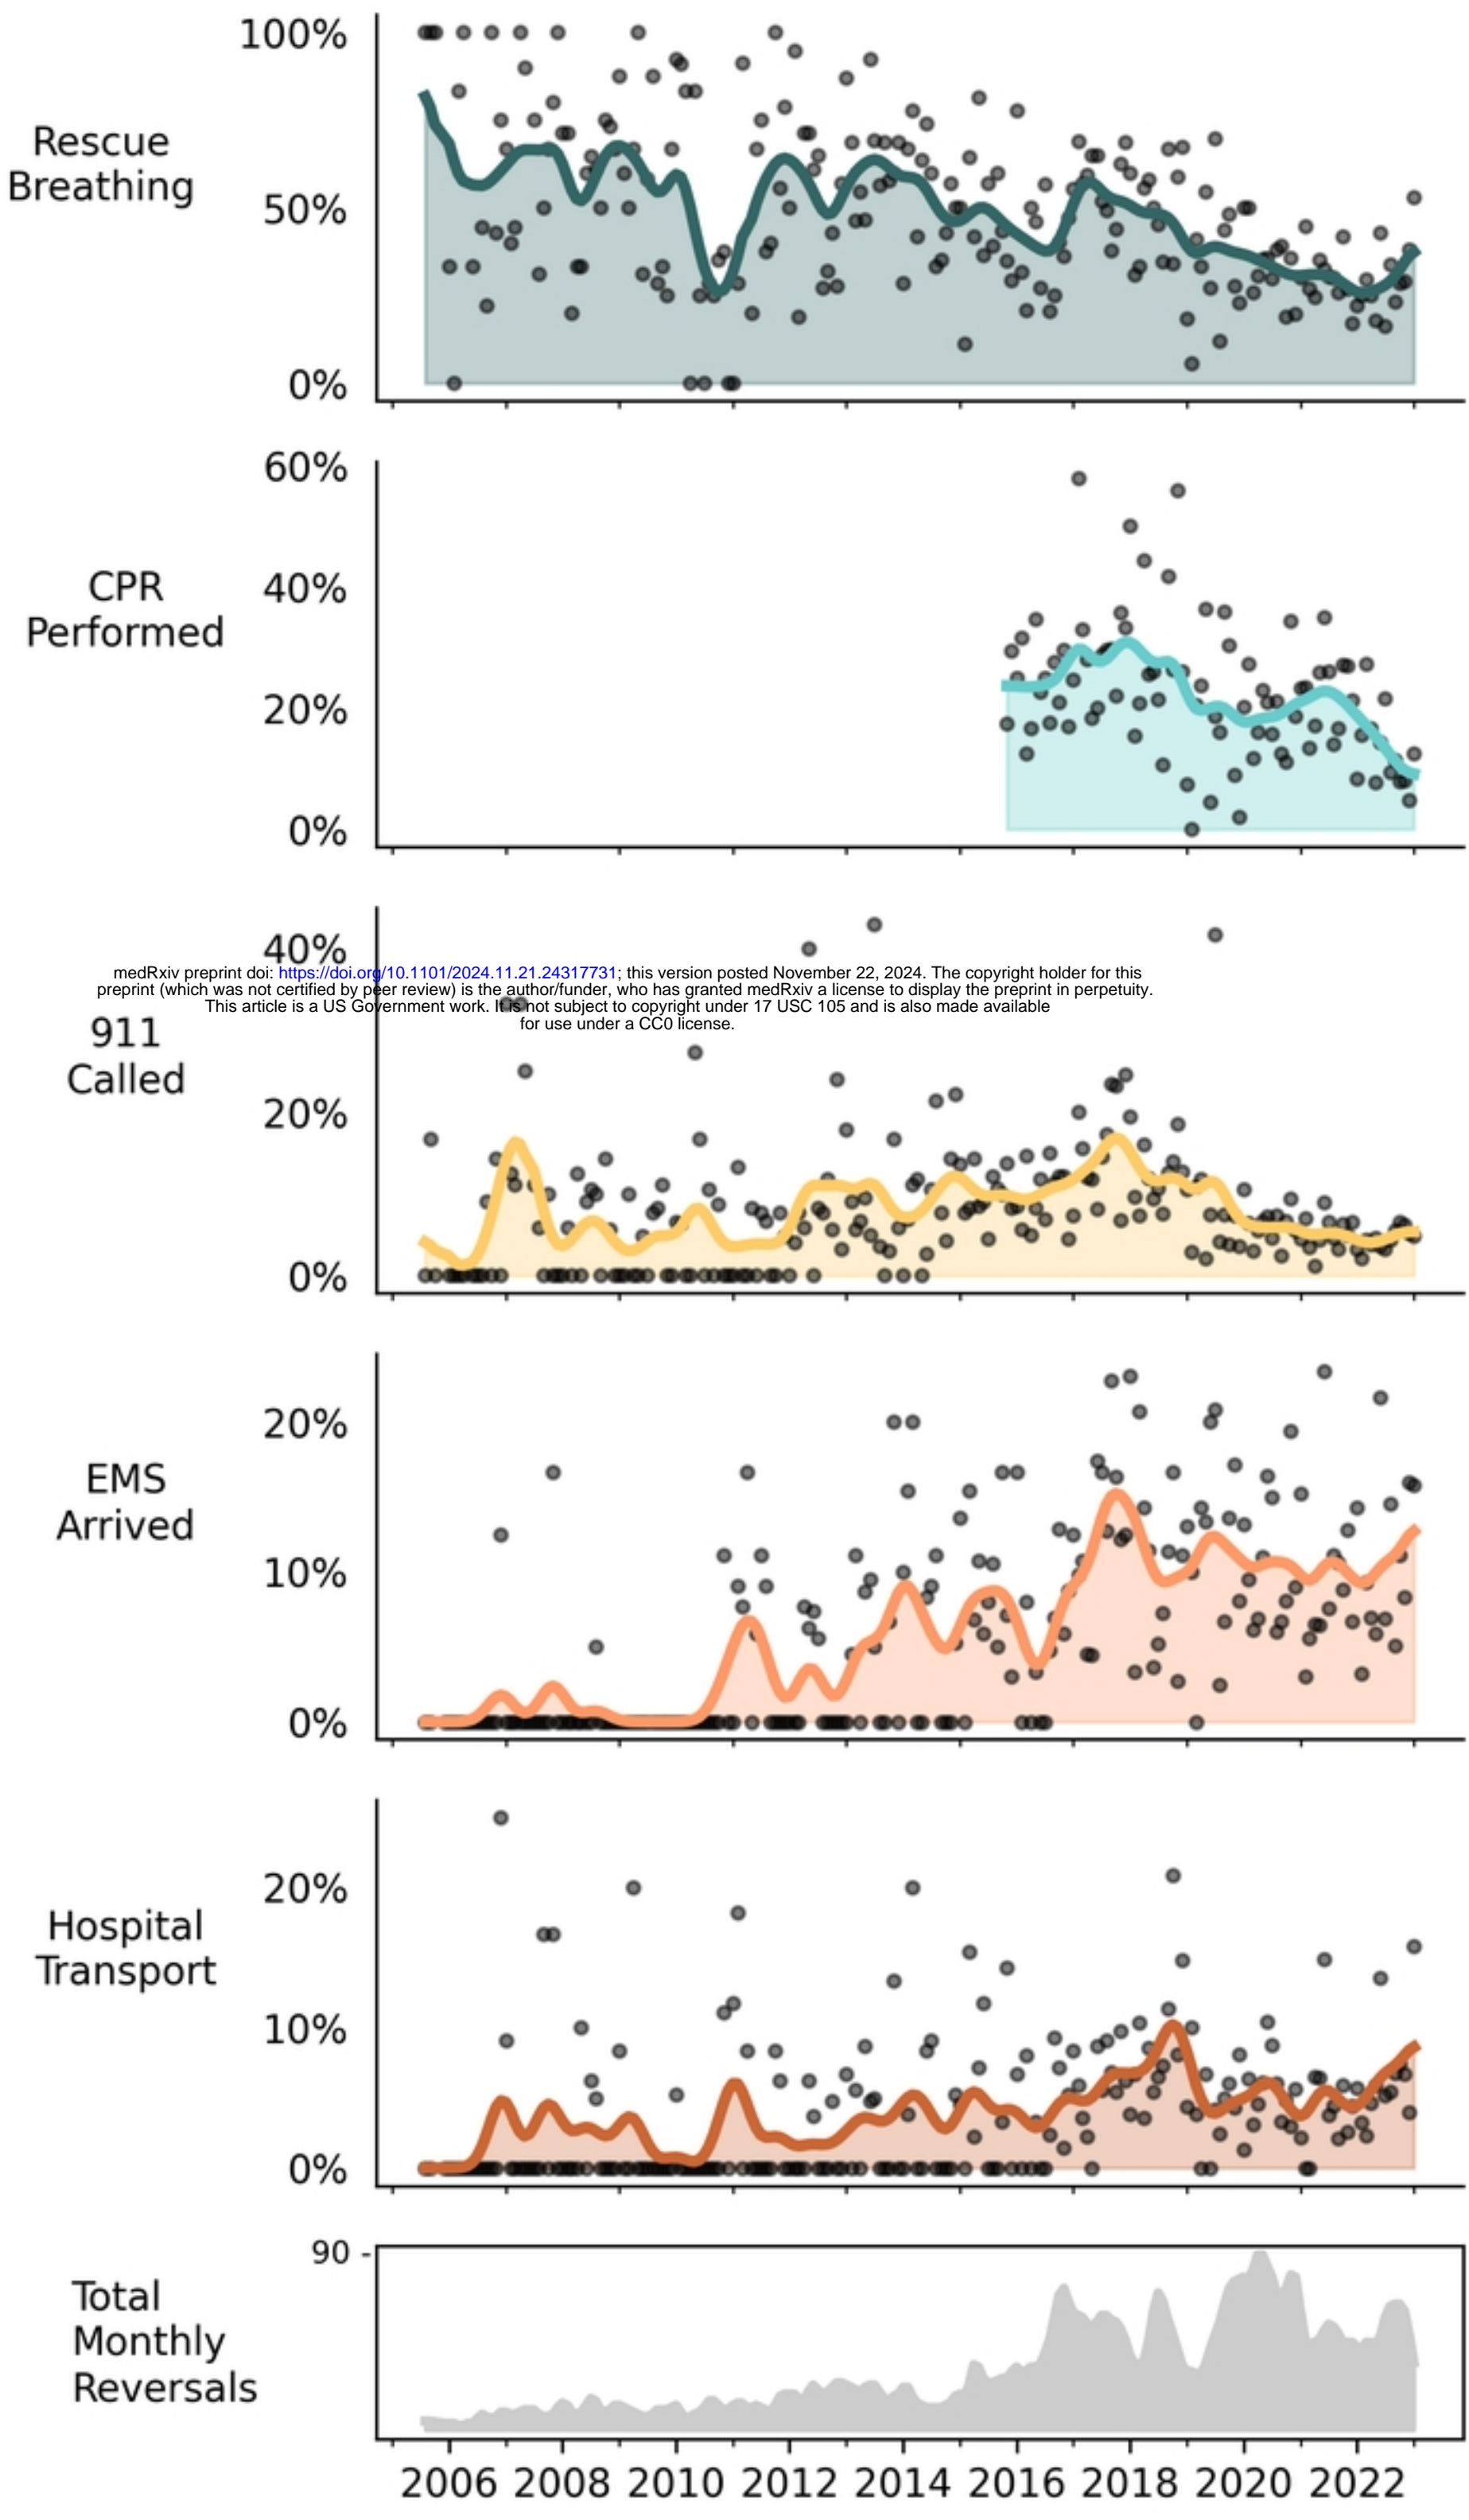 100%
Rescue
Breathing
50%
0%
60%
CPR
Performed
40%
20%
0%
40%
medRxiv preprint doi: https://doi.org/10.1101/2024.11.21.24317731; this version posted November 22, 2024. The copyright holder for this
preprint (which was not certified by peer review) is the author/funder, who has granted medRxiv a license to display the preprint in perpetuity.
This article is a US Government work. It is not subject to copyright under 17 USC 105 and is also made available
for use under a CC0 license.
911
Called
20%
0%
20%
EMS
Arrived
10%
0%
20%
Hospital
Transport
10%
0%
90
Total
Monthly
Reversals
2006 2008 2010 2012 2014 2016 2018 2020 2022